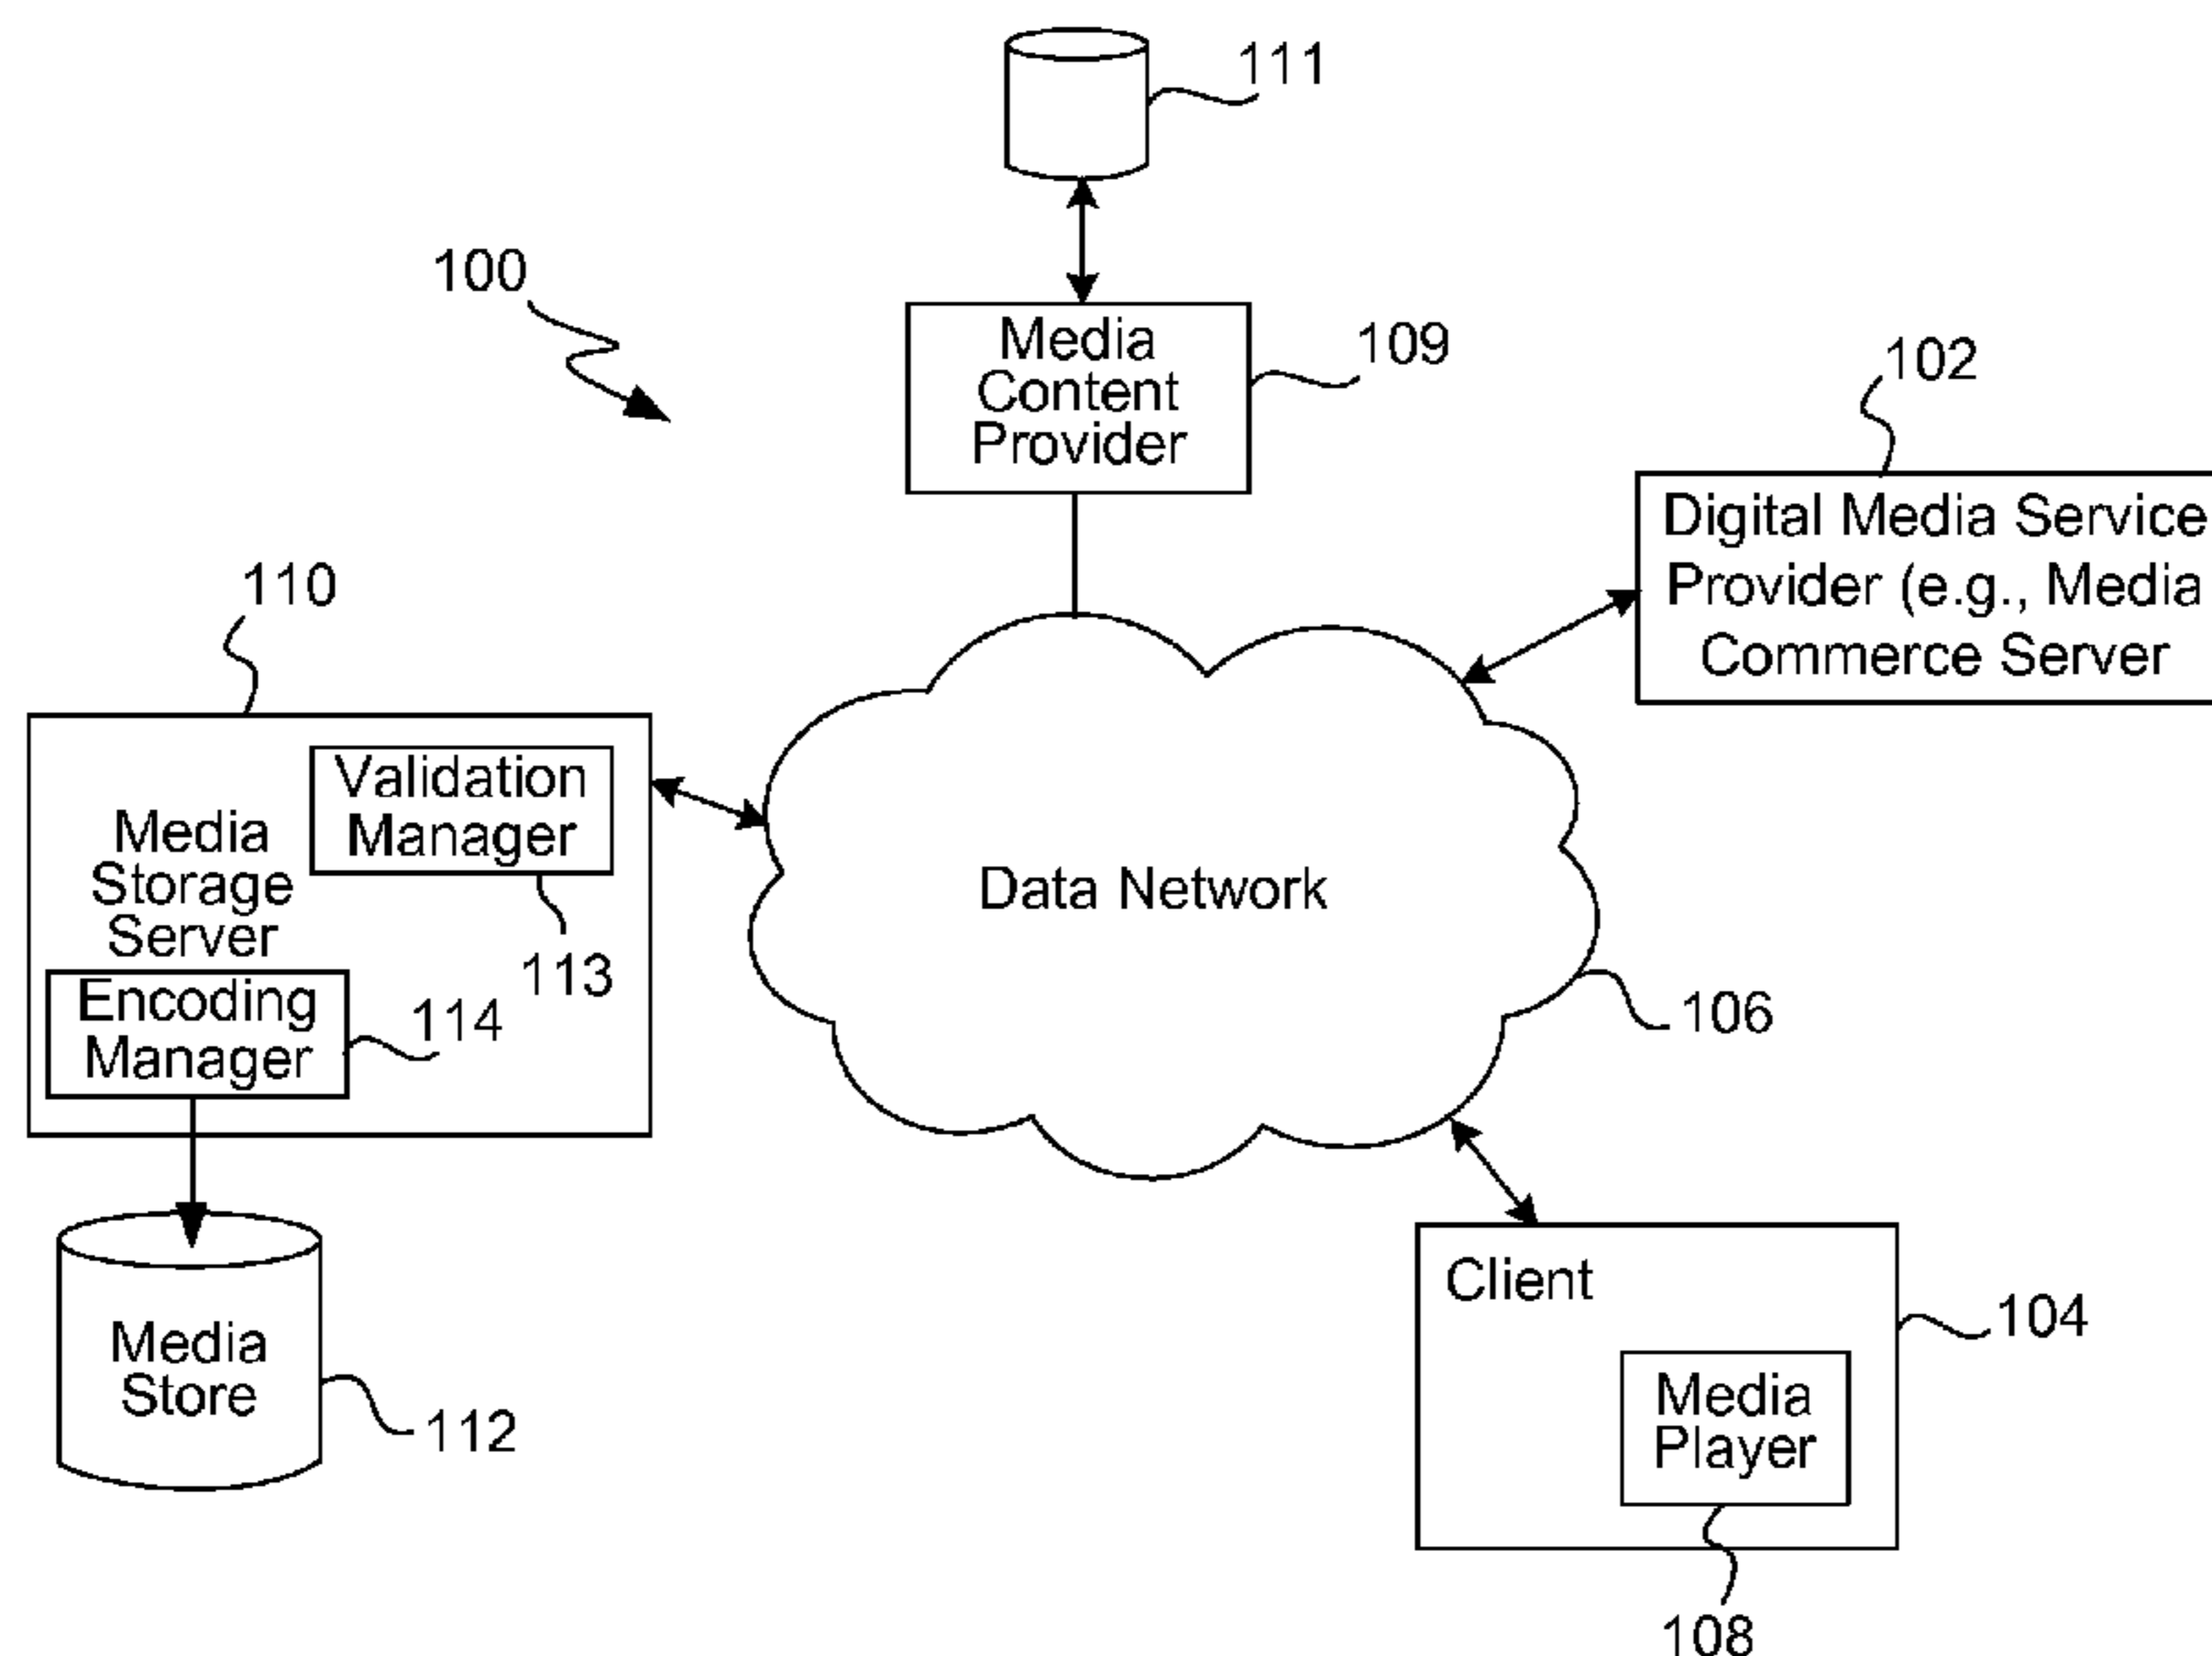 111
100
Media
Content
Provider
109
102
Digital Media Service
Provider (e.g., Media
Commerce Server
110
Validation
Manager
Media
Storage
Server
113
Encoding
Manager
114
Data Network
106
Media
Store
112
Client
104
Media
Player
108